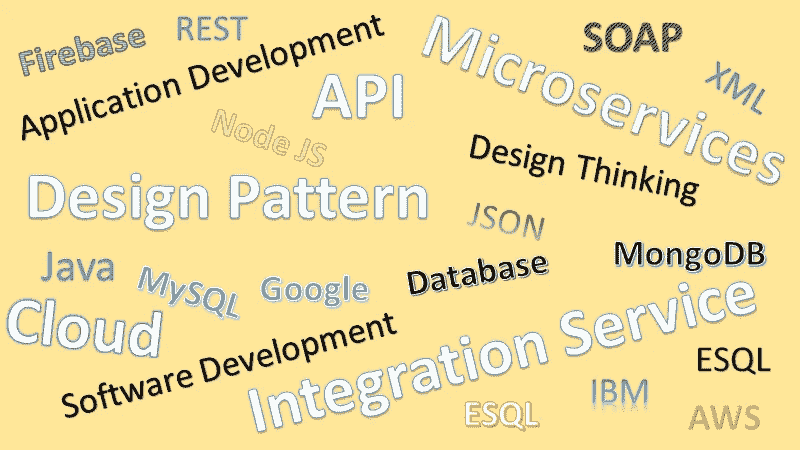 Firebase
REST
Application Development
API
Microservices
SOAP
XML
Node JS
Design Thinking
Design Pattern
JSON
Java
MySQL
Google
Database
MongoDB
Cloud
Software Development
Integration Service
ESQL
IBM
ESQL
AWS